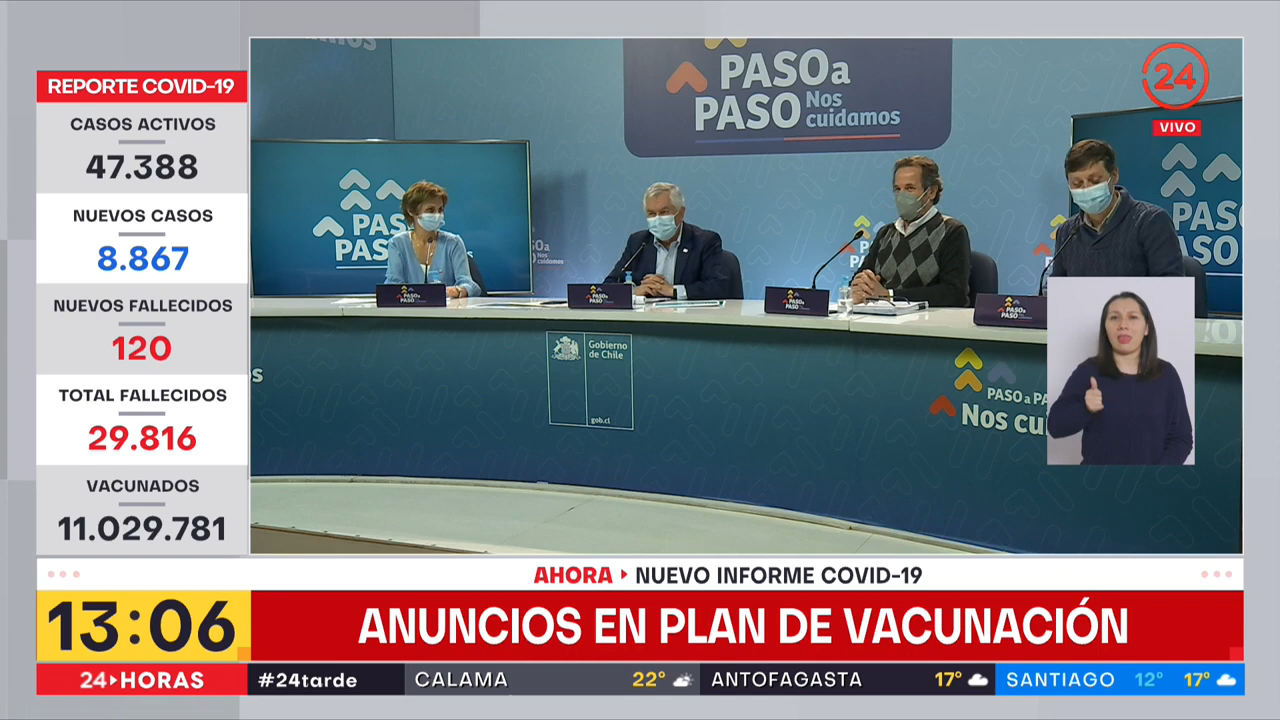 REPORTE COVID-19
CASOS ACTIVOS
47.388
NUEVOS CASOS
8.867
NUEVOS FALLECIDOS
120
TOTAL FALLECIDOS
29.816
VACUNADOS
11.029.781
PASO a
PASO Nos
cuidamos
24
VIVO
PASO
PASO
PASO a
PASO
Gobierno
de Chile
gob.cl
PASO a PA
Nos cu
AHORA NUEVO INFORME COVID-19
13:06
ANUNCIOS EN PLAN DE VACUNACIÓN
24 HORAS
#24tarde
CALAMA 22°
ANTOFAGASTA 17°
SANTIAGO 12° 17°